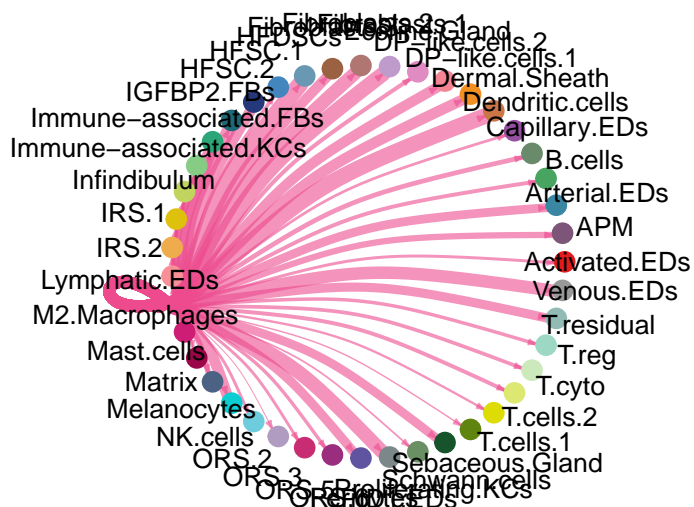 HFSC.1
HFSC.2
IGFBP2.FBs
Immune−associated.FBs
Immune−associated.KCs
Infindibulum
IRS.1
IRS.2
Lymphatic.EDs
M2.Macrophages
Mast.cells
Matrix
Melanocytes
NK.cells
ORS.2
ORS.3
Proliferating.KCs
Schwann.cells
Sebaceous.Gland
T.cells.1
T.cells.2
T.cyto
T.reg
T.residual
Venous.EDs
Activated.EDs
APM
Arterial.EDs
B.cells
Capillary.EDs
Dendritic.cells
Dermal.Sheath
DP−like.cells.1
DP−like.cells.2